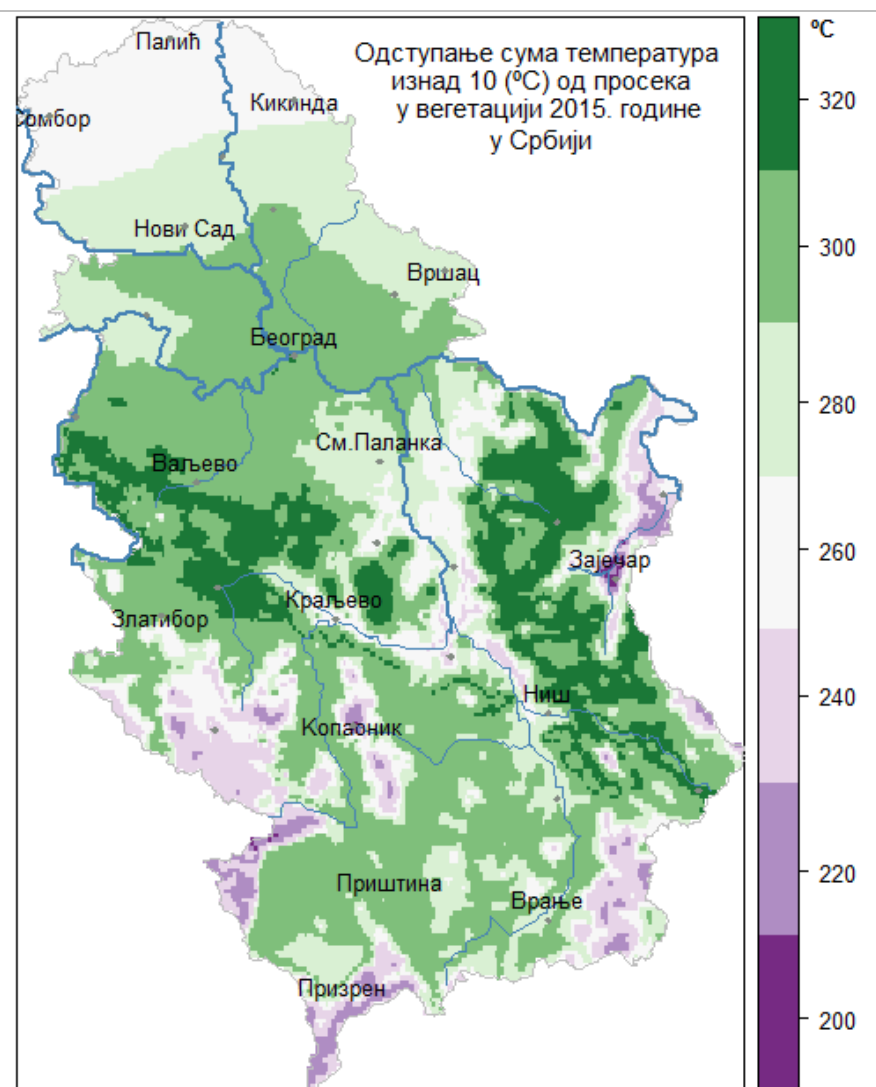 Одступање сума температура
изнад 10 (ºC) од просека
у вегетацији 2015. године
у Србији
Палић
Кикинда
Сомбор
Нови Сад
Вршац
Београд
См.Паланка
Ваљево
Зајечар
Краљево
Златибор
Ниш
Копаоник
Приштина
Врање
Призрен
ºC
320
300
280
260
240
220
200